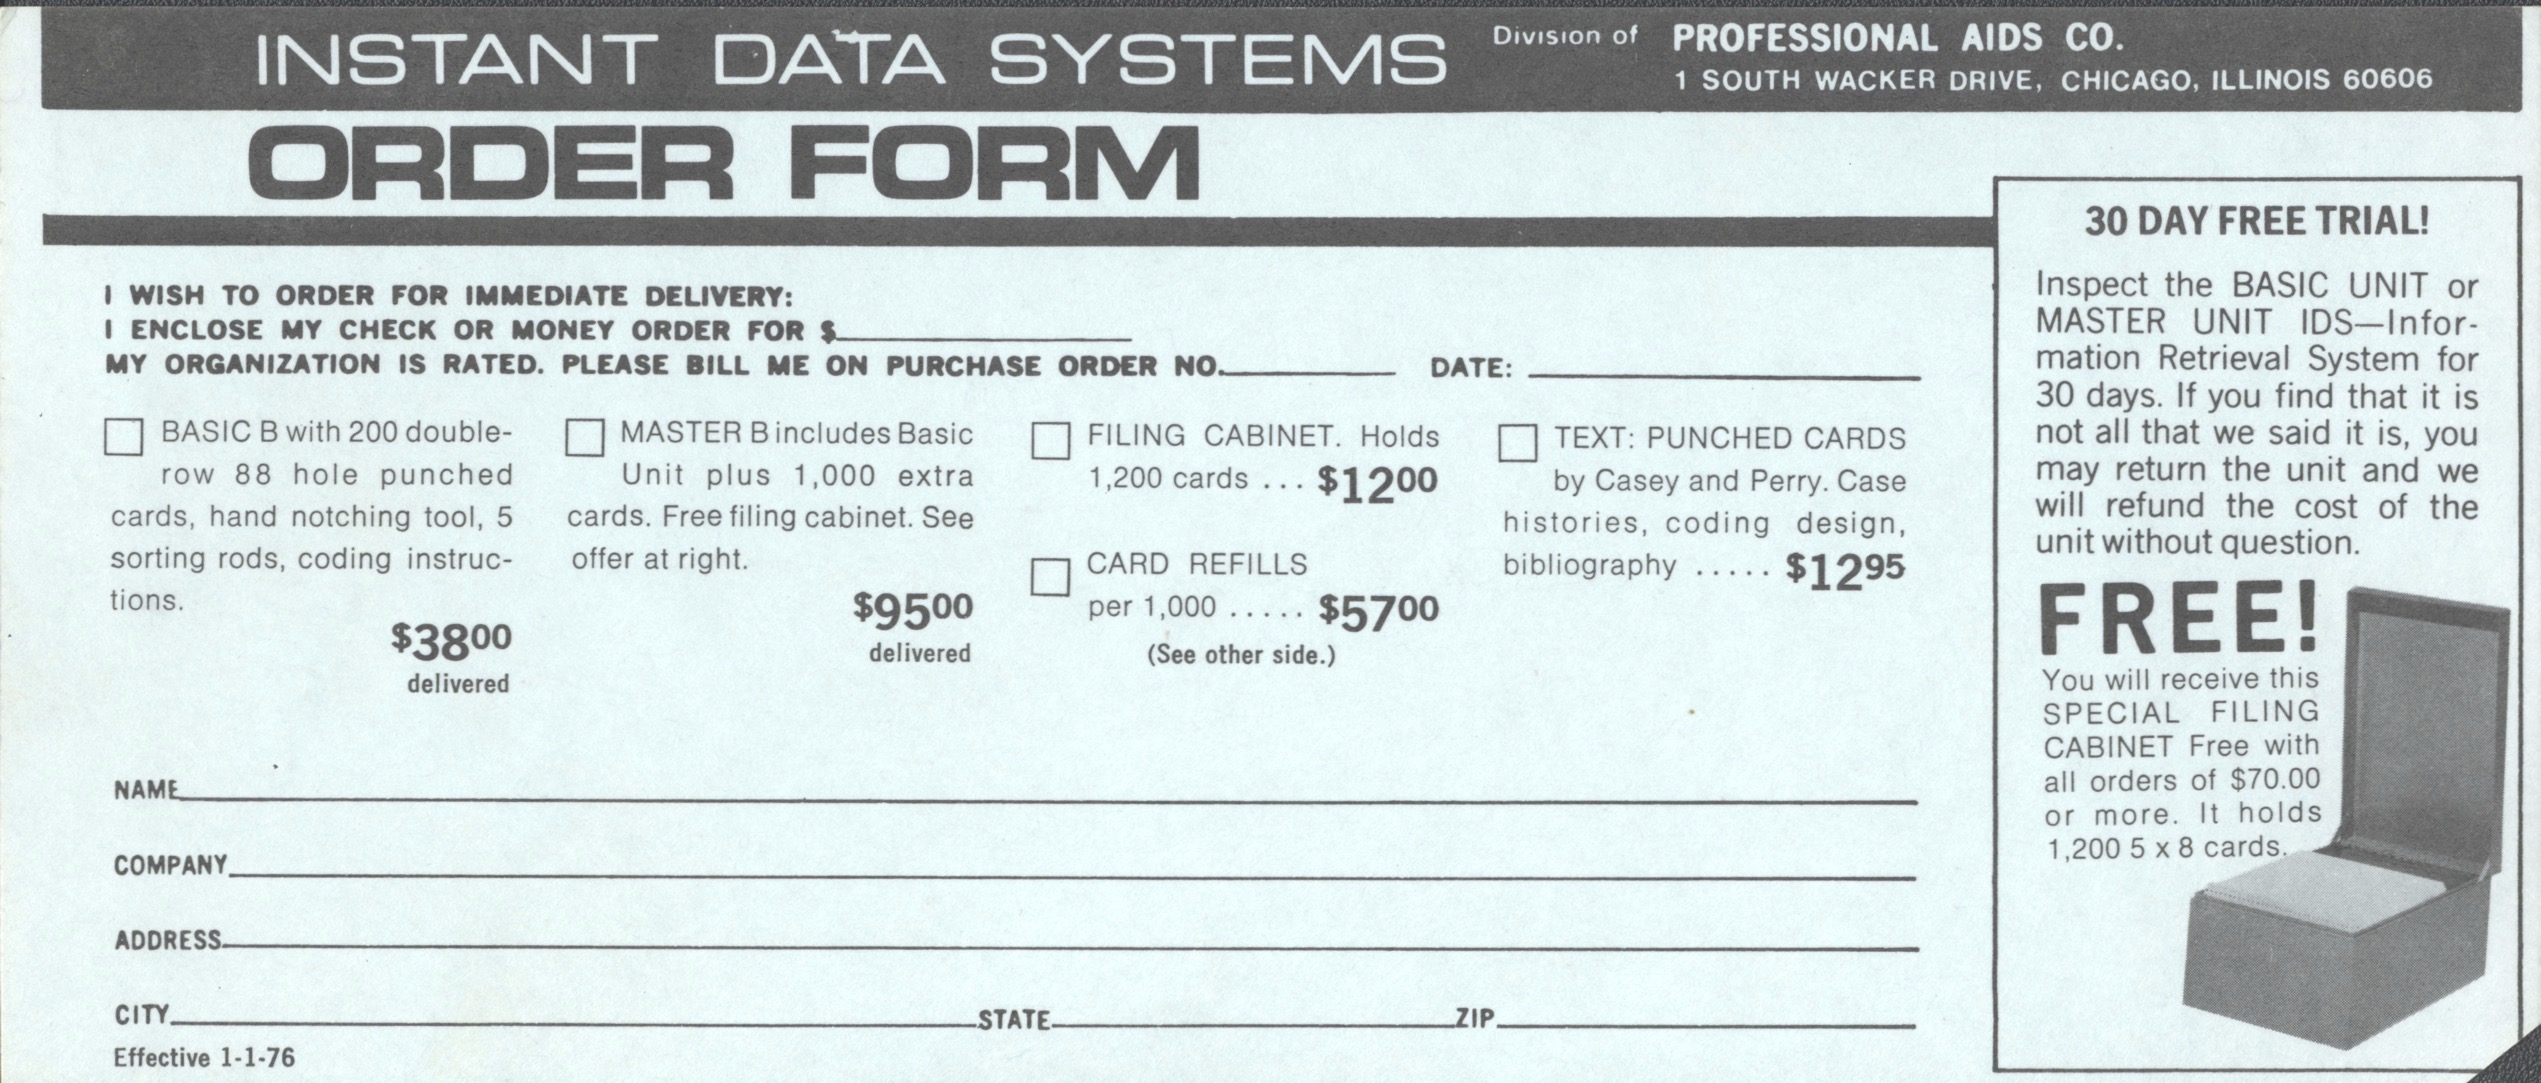 INSTANT DATA SYSTEMS Division of PROFESSIONAL AIDS CO.
1 SOUTH WACKER DRIVE, CHICAGO, ILLINOIS 60606
ORDER FORM
I WISH TO ORDER FOR IMMEDIATE DELIVERY:
I ENCLOSE MY CHECK OR MONEY ORDER FOR $
MY ORGANIZATION IS RATED. PLEASE BILL ME ON PURCHASE ORDER NO. DATE:
BASIC B with 200 double-
row 88 hole punched
cards, hand notching tool, 5
sorting rods, coding instruc-
tions.
$3800
delivered
MASTER B includes Basic
Unit plus 1,000 extra
cards. Free filing cabinet. See
offer at right.
$9500
delivered
FILING CABINET. Holds
1,200 cards ... $1200
CARD REFILLS
per 1,000 ..... $5700
(See other side.)
TEXT: PUNCHED CARDS
by Casey and Perry. Case
histories, coding design,
bibliography ..... $1295
NAME
COMPANY
ADDRESS
CITY STATE ZIP
Effective 1-1-76
30 DAY FREE TRIAL!
Inspect the BASIC UNIT or
MASTER UNIT IDS—Infor-
mation Retrieval System for
30 days. If you find that it is
not all that we said it is, you
may return the unit and we
will refund the cost of the
unit without question.
FREE!
You will receive this
SPECIAL FILING
CABINET Free with
all orders of $70.00
or more. It holds
1,200 5 x 8 cards.